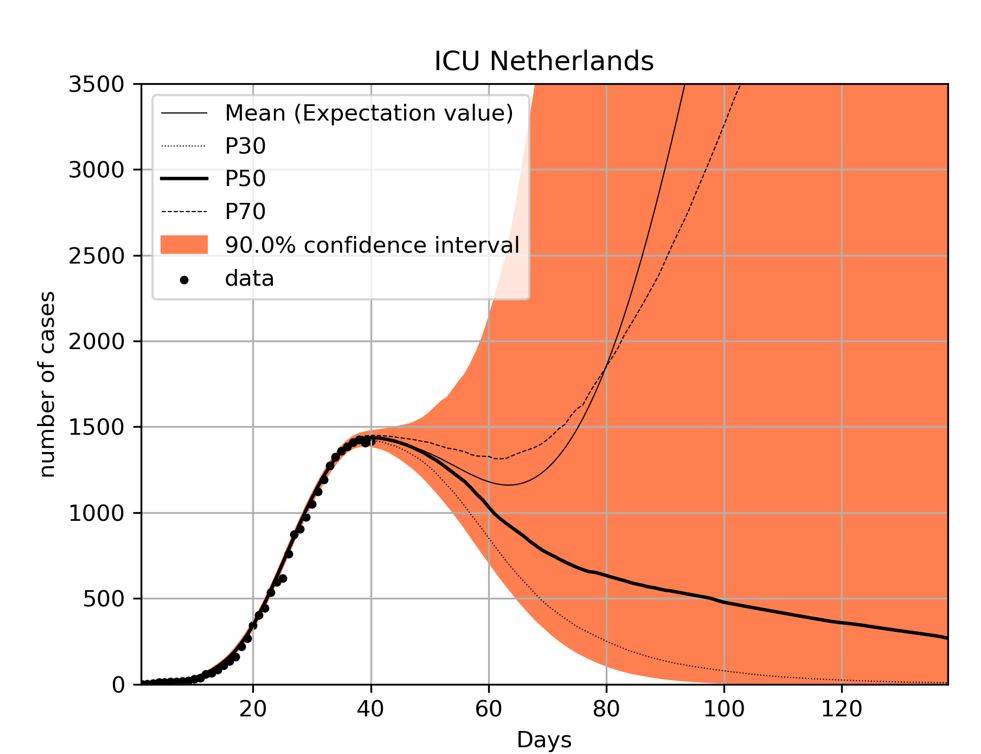 ICU Netherlands
3500
3000
2500
2000
1500
1000
500
0
number of cases
Mean (Expectation value)
P30
P50
P70
90.0% confidence interval
data
20 40 60 80 100 120
Days